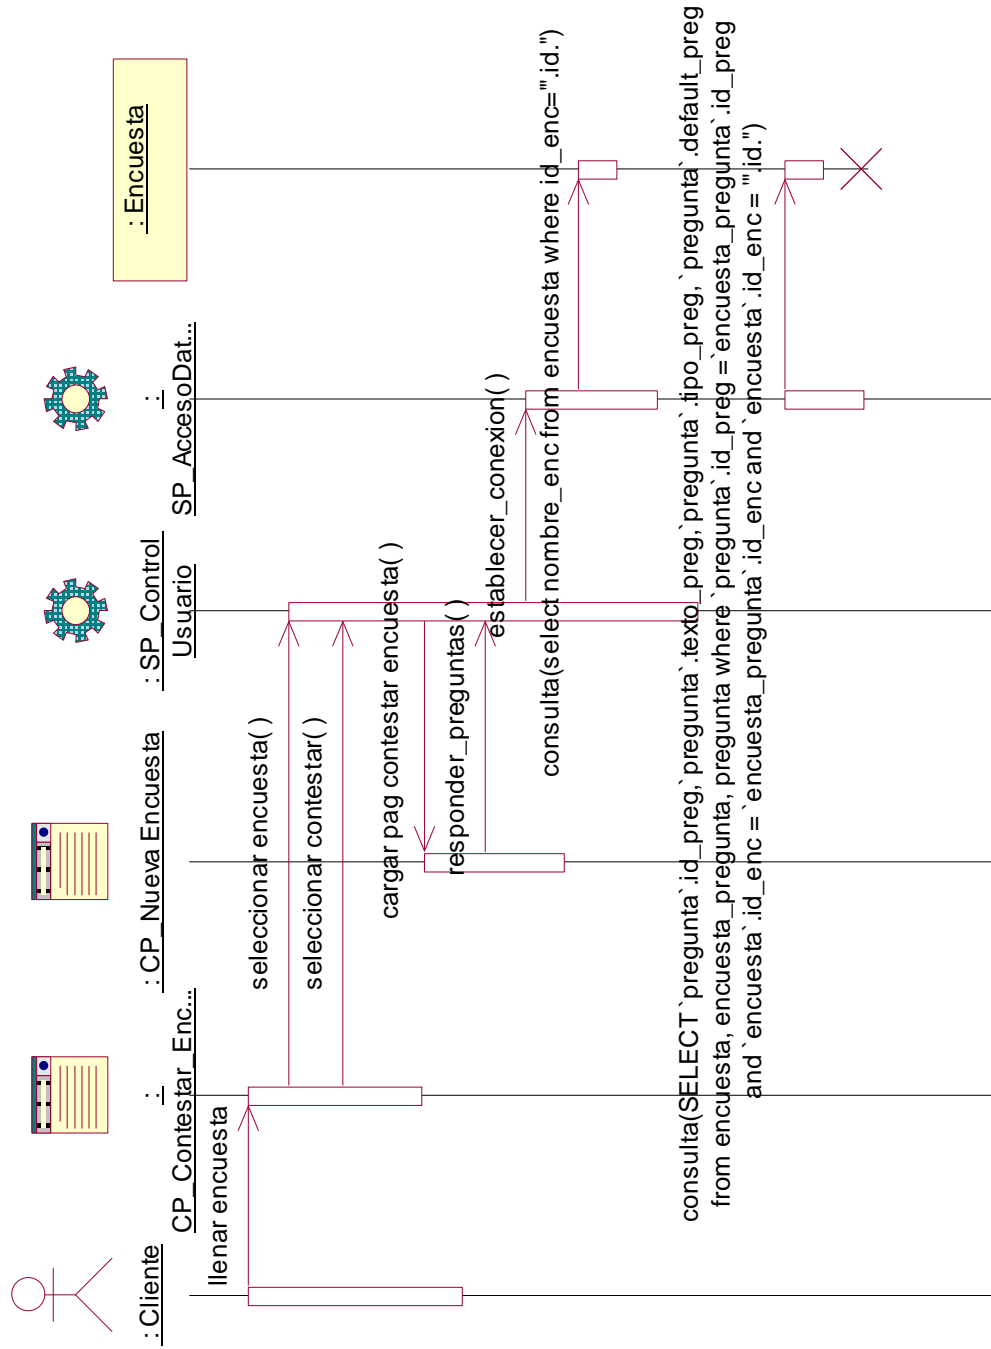 : Cliente
:
CP_Contestar_Enc...
: CP_Nueva Encuesta
: SP_Control
Usuario
:
SP_AccesoDat...
: Encuesta
llenar encuesta
seleccionar encuesta( )
seleccionar contestar( )
cargar pag contestar encuesta( )
responder_preguntas( )
establecer_conexion( )
consulta(select nombre_enc from encuesta where id_enc='".id.")
consulta(SELECT `pregunta`.id_preg,`pregunta`.texto_preg, `pregunta`.tipo_preg, `pregunta`.default_preg
from encuesta, encuesta_pregunta, pregunta where `pregunta`.id_preg =`encuesta_pregunta`.id_preg
and `encuesta`.id_enc = `encuesta_pregunta`.id_enc and `encuesta`.id_enc = '".id.")